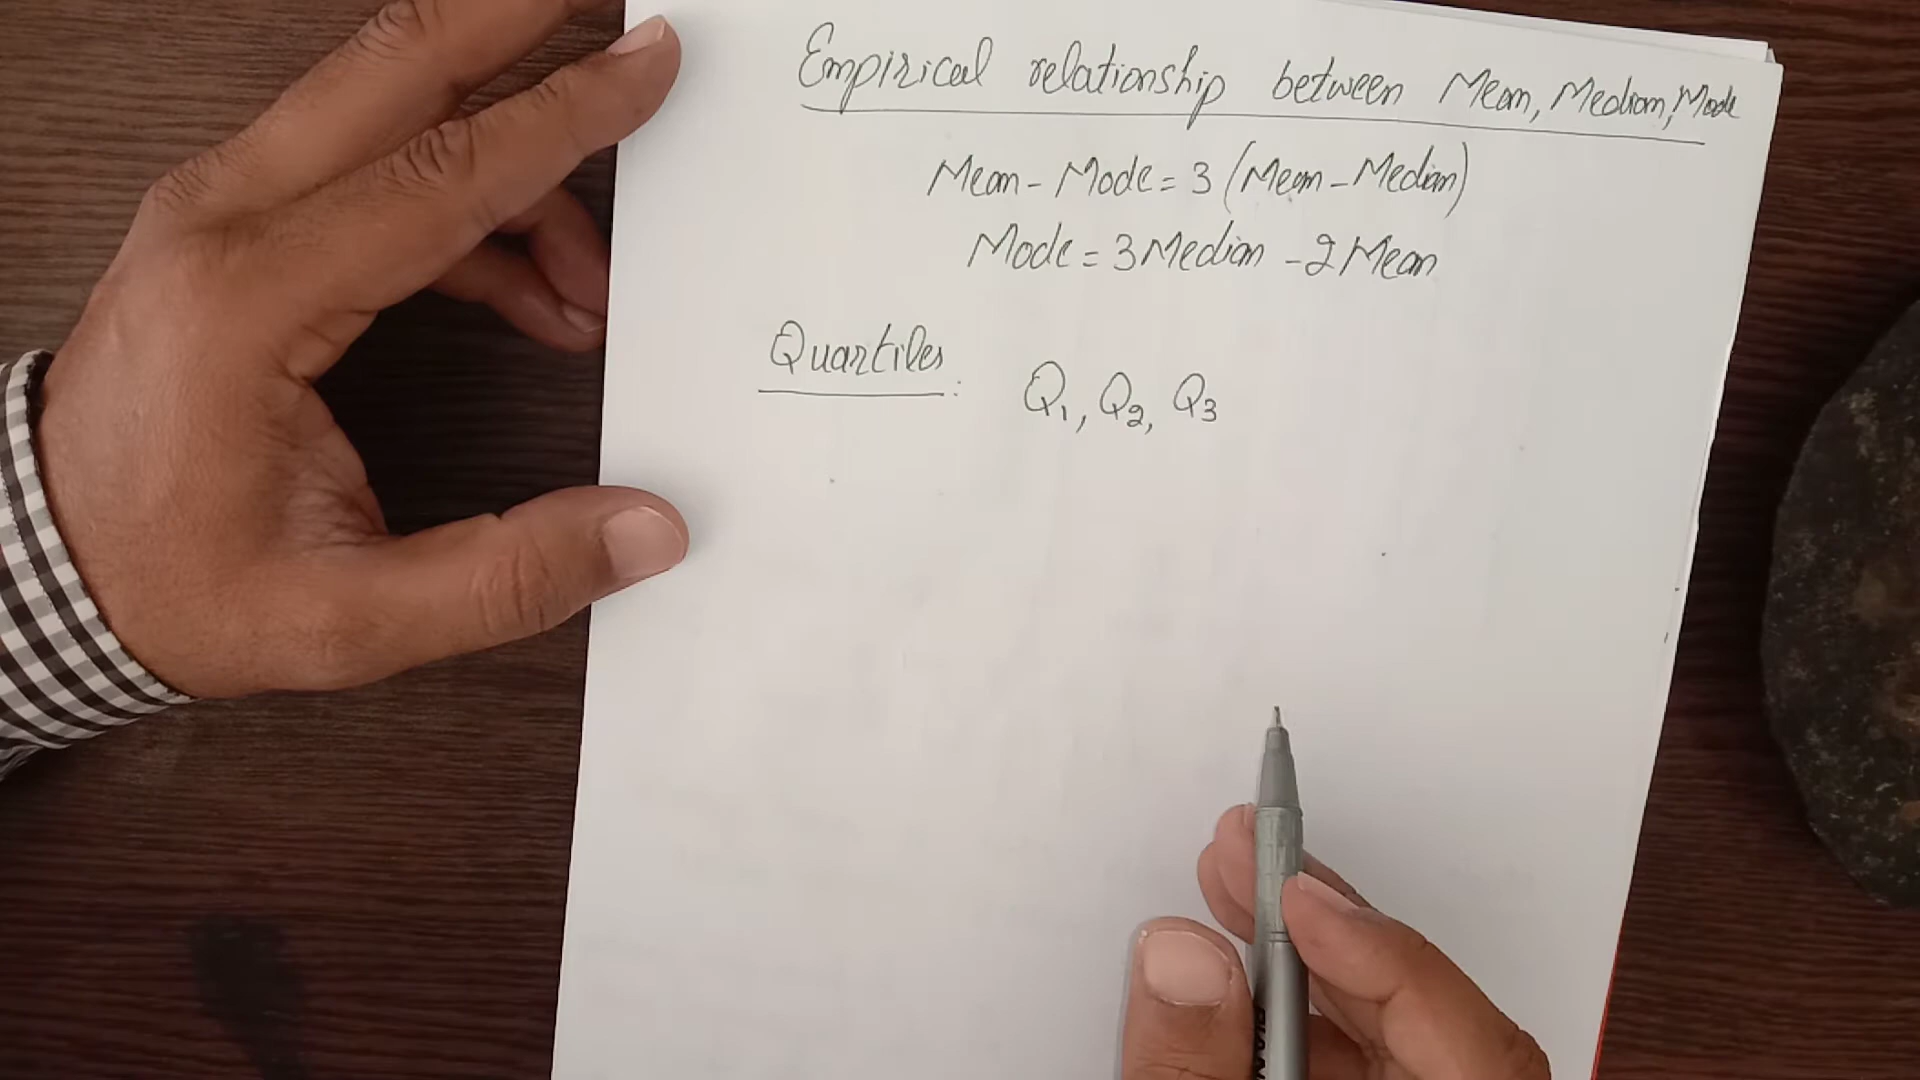 Empirical relationship between Mean, Median, Mode
Mean - Mode = 3 (Mean - Median)
Mode = 3 Median - 2 Mean
Quartiles : Q1, Q2, Q3